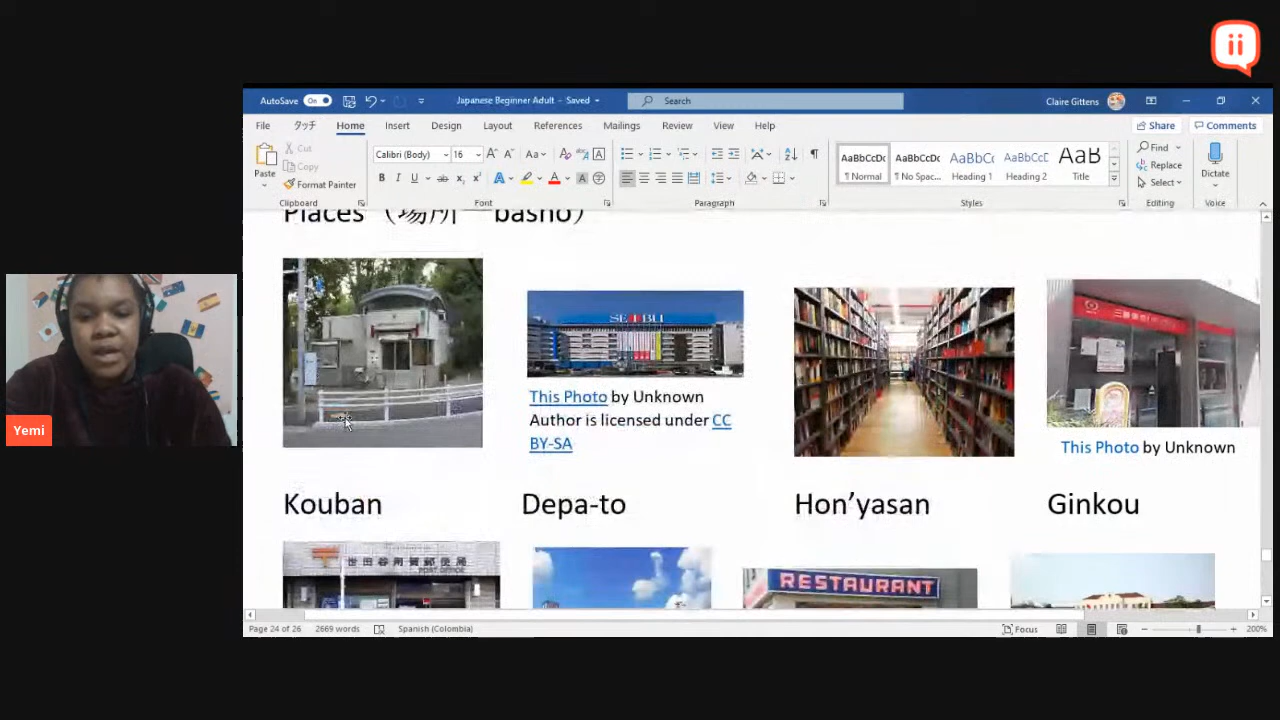 ii
AutoSave On
Japanese Beginner Adult - Saved
Search
Claire Gittens
File タッチ Home Insert Design Layout References Mailings Review View Help
Share Comments
Cut
Copy
Paste
Format Painter
Calibri (Body) 16
AaBbCcDc AaBbCcDc AaBbCc AaBbCcD AaB
¶ Normal ¶ No Spac... Heading 1 Heading 2 Title
Find
Replace
Select
Dictate
Clipboard Font Paragraph Styles Editing Voice
Places (場所 basho)
SEIBU
This Photo by Unknown
Author is licensed under CC
BY-SA
This Photo by Unknown
Kouban Depa-to Hon'yasan Ginkou
POST OFFICE
RESTAURANT
Yemi
Page 24 of 26 2669 words Spanish (Colombia) Focus 200%